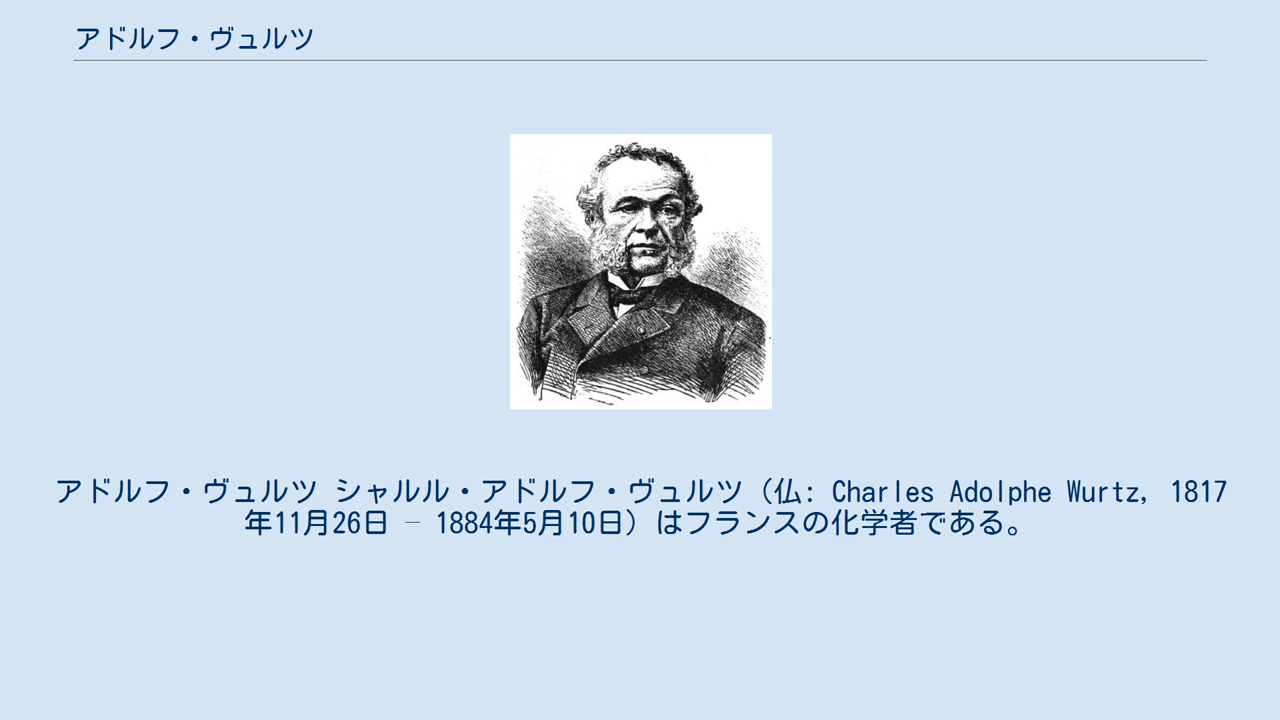 アドルフ・ヴュルツ
アドルフ・ヴュルツ シャルル・アドルフ・ヴュルツ（仏: Charles Adolphe Wurtz, 1817
年11月26日 – 1884年5月10日）はフランスの化学者である。